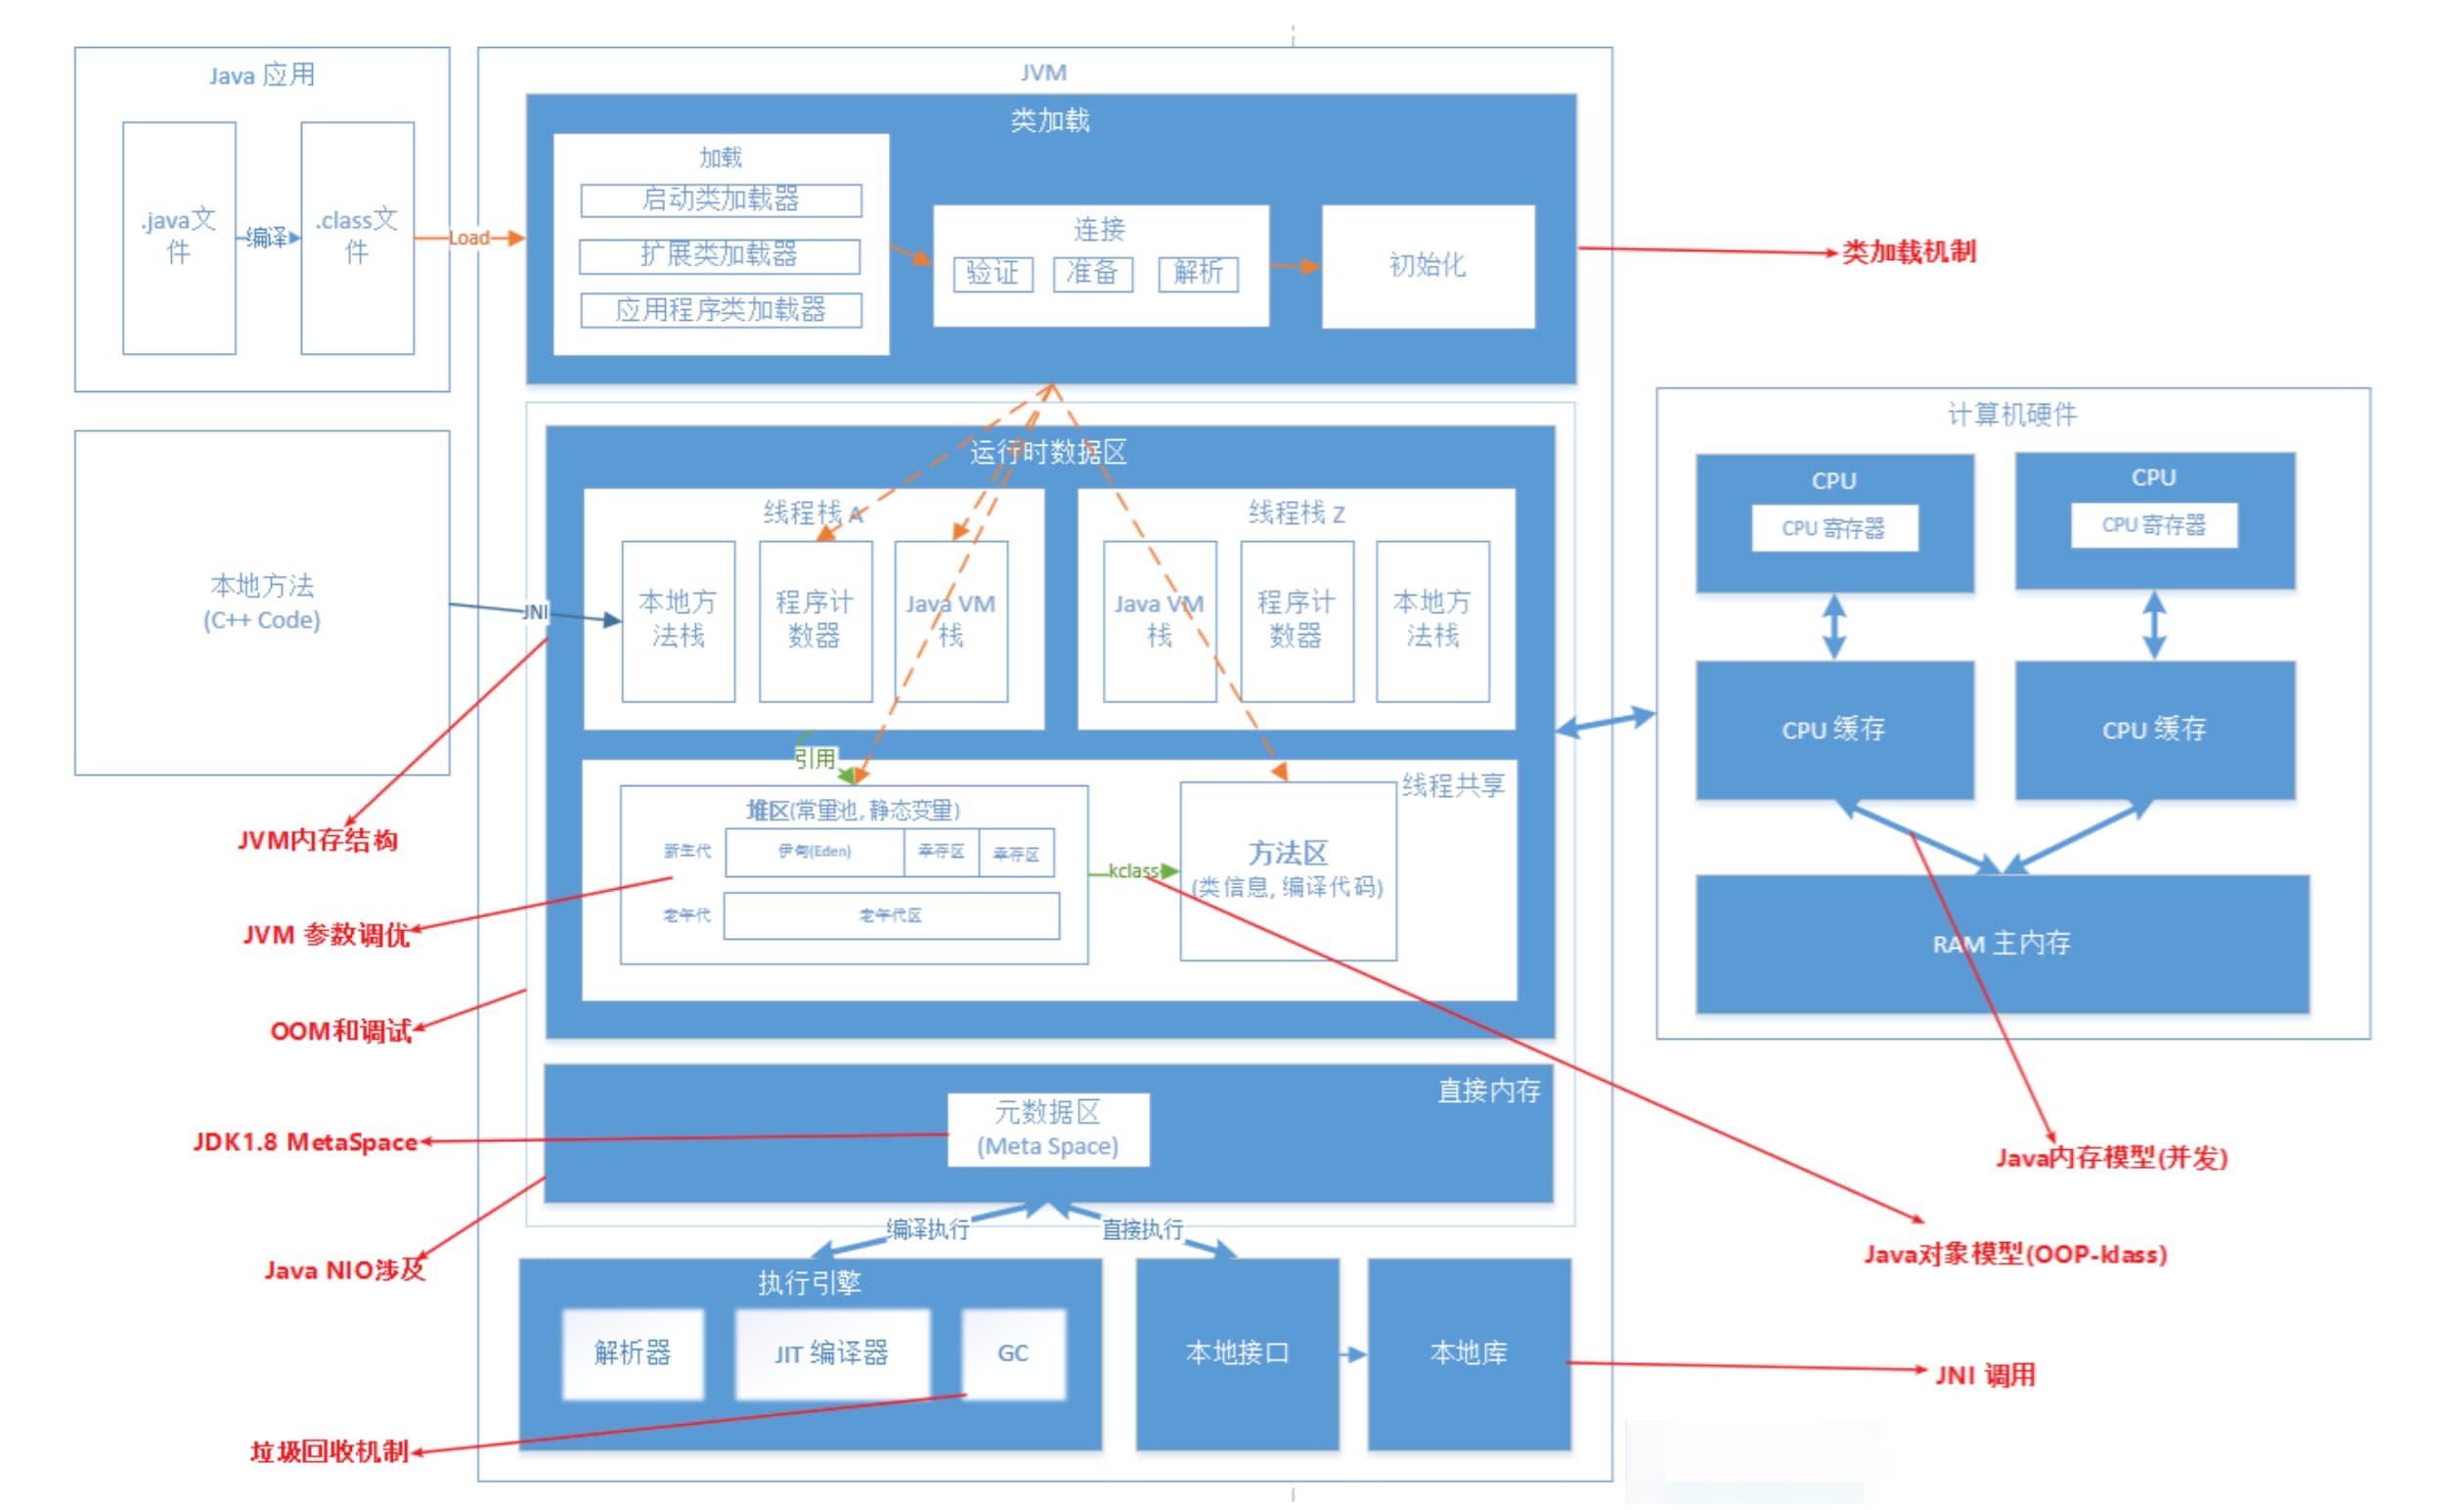 Java 应用
.java文
件
编译
.class文
件
Load
JVM
类加载
加载
启动类加载器
扩展类加载器
应用程序类加载器
连接
验证
准备
解析
初始化
类加载机制
本地方法
(C++ Code)
JNI
运行时数据区
线程栈 A
本地方
法栈
程序计
数器
Java VM
栈
线程栈 Z
Java VM
栈
程序计
数器
本地方
法栈
引用
线程共享
堆区(常量池, 静态变量)
新生代
伊甸(Eden)
幸存区
幸存区
老年代
老年代区
kclass
方法区
(类信息, 编译代码)
计算机硬件
CPU
CPU 寄存器
CPU
CPU 寄存器
CPU 缓存
CPU 缓存
RAM 主内存
JVM内存结构
JVM 参数调优
OOM和调试
直接内存
元数据区
(Meta Space)
JDK1.8 MetaSpace
Java NIO涉及
编译执行
直接执行
执行引擎
解析器
JIT 编译器
GC
本地接口
本地库
垃圾回收机制
Java内存模型(并发)
Java对象模型(OOP-klass)
JNI 调用